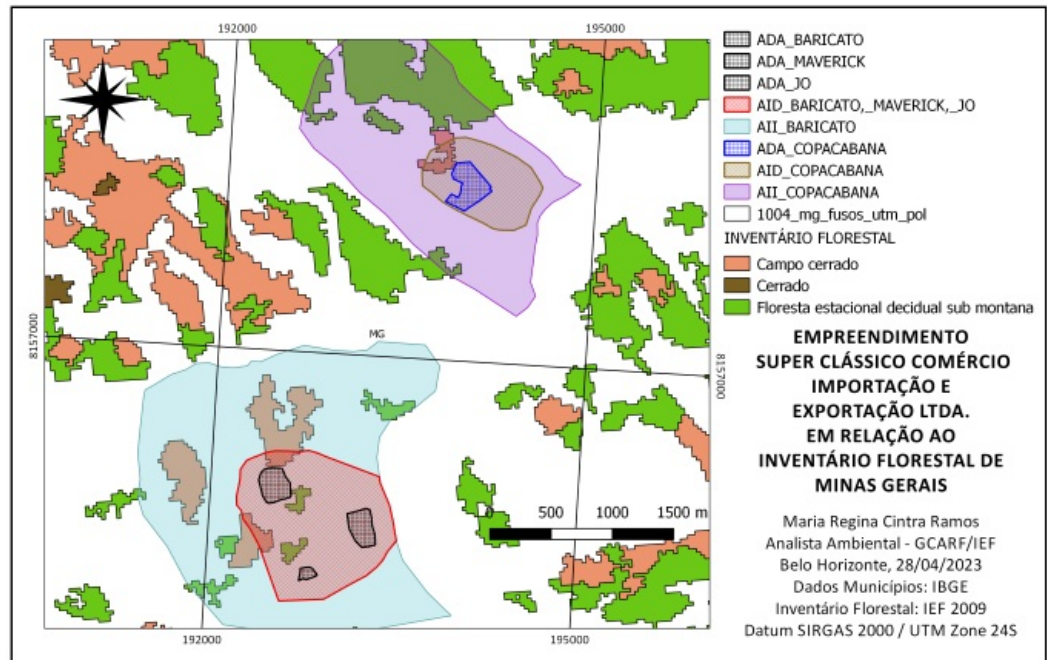 192000
195000
8157000
MG
8157000
0
500
1000
1500 m
192000
195000
ADA_BARICATO
ADA_MAVERICK
ADA_JO
AID_BARICATO,_MAVERICK,_JO
AII_BARICATO
ADA_COPACABANA
AID_COPACABANA
AII_COPACABANA
1004_mg_fusos_utm_pol
INVENTÁRIO FLORESTAL
Campo cerrado
Cerrado
Floresta estacional decidual sub montana
EMPREENDIMENTO
SUPER CLÁSSICO COMÉRCIO
IMPORTAÇÃO E
EXPORTAÇÃO LTDA.
EM RELAÇÃO AO
INVENTÁRIO FLORESTAL DE
MINAS GERAIS
Maria Regina Cintra Ramos
Analista Ambiental - GCARF/IEF
Belo Horizonte, 28/04/2023
Dados Municípios: IBGE
Inventário Florestal: IEF 2009
Datum SIRGAS 2000 / UTM Zone 24S